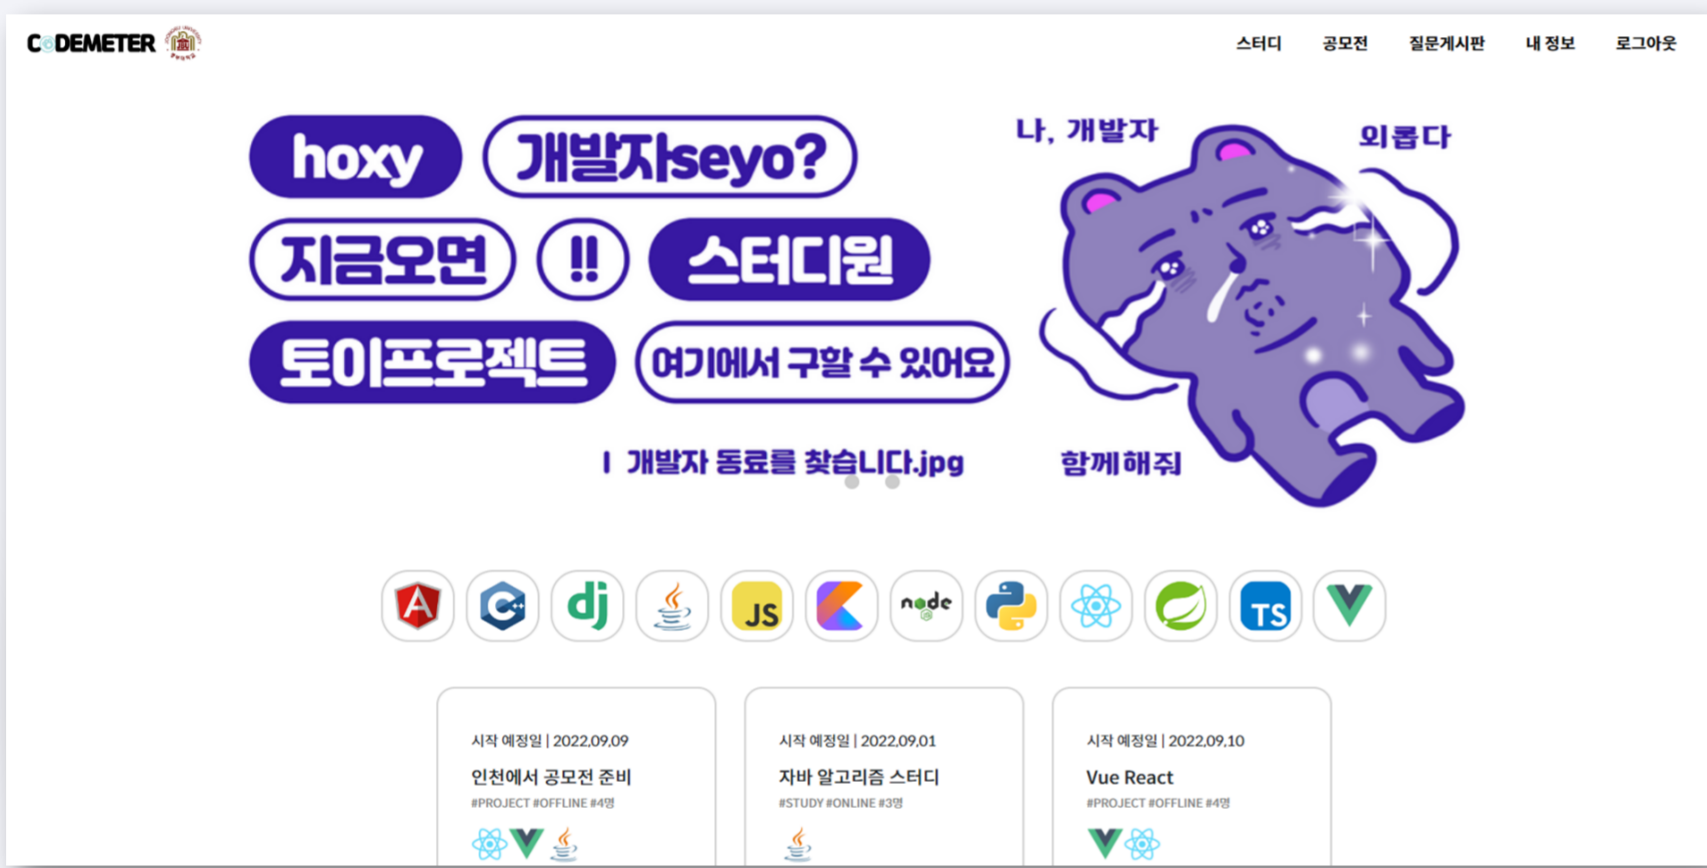 CODEMETER
스터디 공모전 질문게시판 내 정보 로그아웃
hoxy 개발자seyo?
지금오면 !! 스터디원
토이프로젝트 여기에서 구할 수 있어요
I 개발자 동료를 찾습니다.jpg
나, 개발자
외롭다
함께해줘
JS
node
TS
시작 예정일 | 2022.09.09
인천에서 공모전 준비
#PROJECT #OFFLINE #4명
시작 예정일 | 2022.09.01
자바 알고리즘 스터디
#STUDY #ONLINE #3명
시작 예정일 | 2022.09.10
Vue React
#PROJECT #OFFLINE #4명